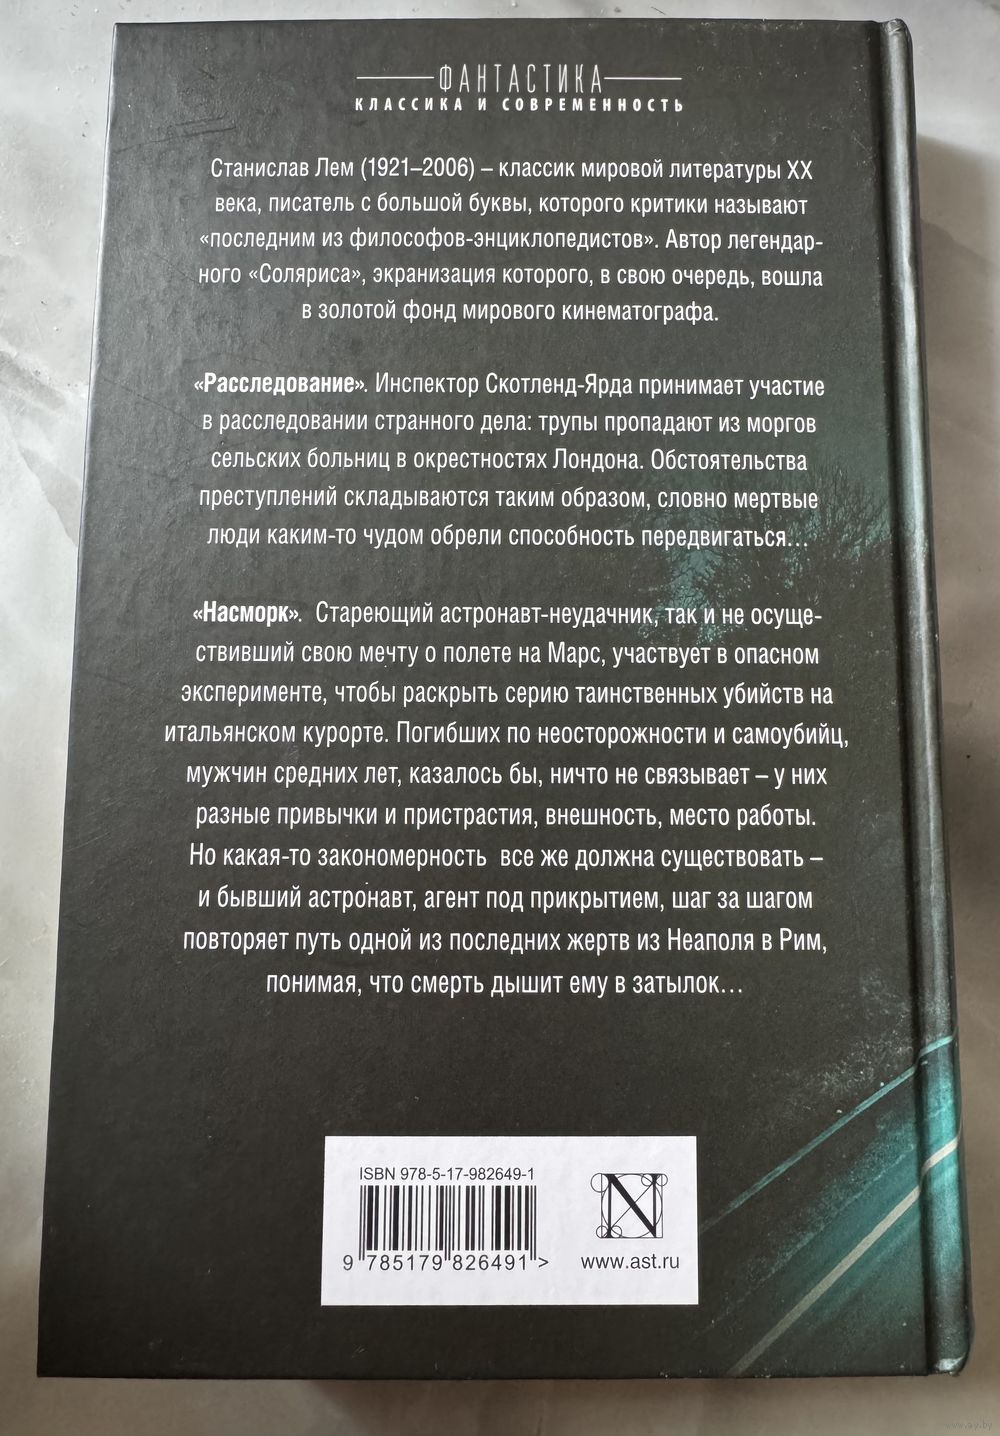 ФАНТАСТИКА
КЛАССИКА И СОВРЕМЕННОСТЬ
Станислав Лем (1921–2006) – классик мировой литературы XX
века, писатель с большой буквы, которого критики называют
«последним из философов-энциклопедистов». Автор легендар-
ного «Соляриса», экранизация которого, в свою очередь, вошла
в золотой фонд мирового кинематографа.
«Расследование». Инспектор Скотленд-Ярда принимает участие
в расследовании странного дела: трупы пропадают из моргов
сельских больниц в окрестностях Лондона. Обстоятельства
преступлений складываются таким образом, словно мертвые
люди каким-то чудом обрели способность передвигаться...
«Насморк». Стареющий астронавт-неудачник, так и не осуще-
ствивший свою мечту о полете на Марс, участвует в опасном
эксперименте, чтобы раскрыть серию таинственных убийств на
итальянском курорте. Погибших по неосторожности и самоубийц,
мужчин средних лет, казалось бы, ничто не связывает – у них
разные привычки и пристрастия, внешность, место работы.
Но какая-то закономерность все же должна существовать –
и бывший астронавт, агент под прикрытием, шаг за шагом
повторяет путь одной из последних жертв из Неаполя в Рим,
понимая, что смерть дышит ему в затылок...
ISBN 978-5-17-982649-1
N
9 785179 826491 >
www.ast.ru
www.ay.by